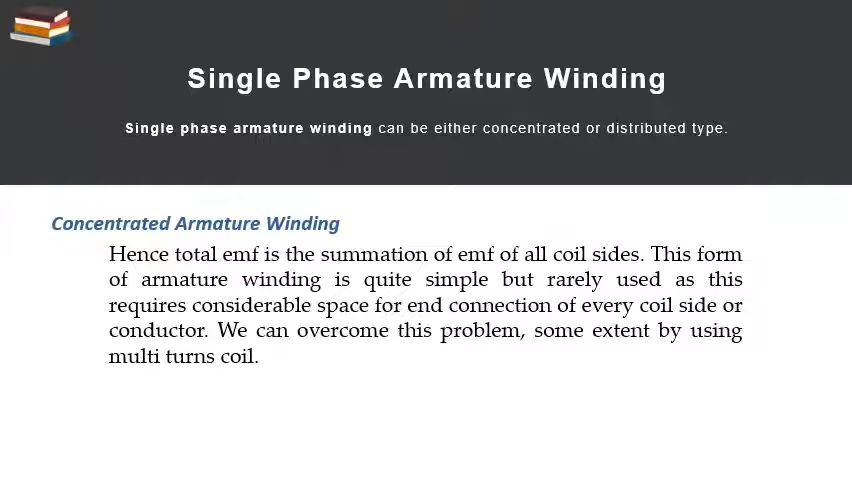 Single Phase Armature Winding
Single phase armature winding can be either concentrated or distributed type.
Concentrated Armature Winding
Hence total emf is the summation of emf of all coil sides. This form
of armature winding is quite simple but rarely used as this
requires considerable space for end connection of every coil side or
conductor. We can overcome this problem, some extent by using
multi turns coil.